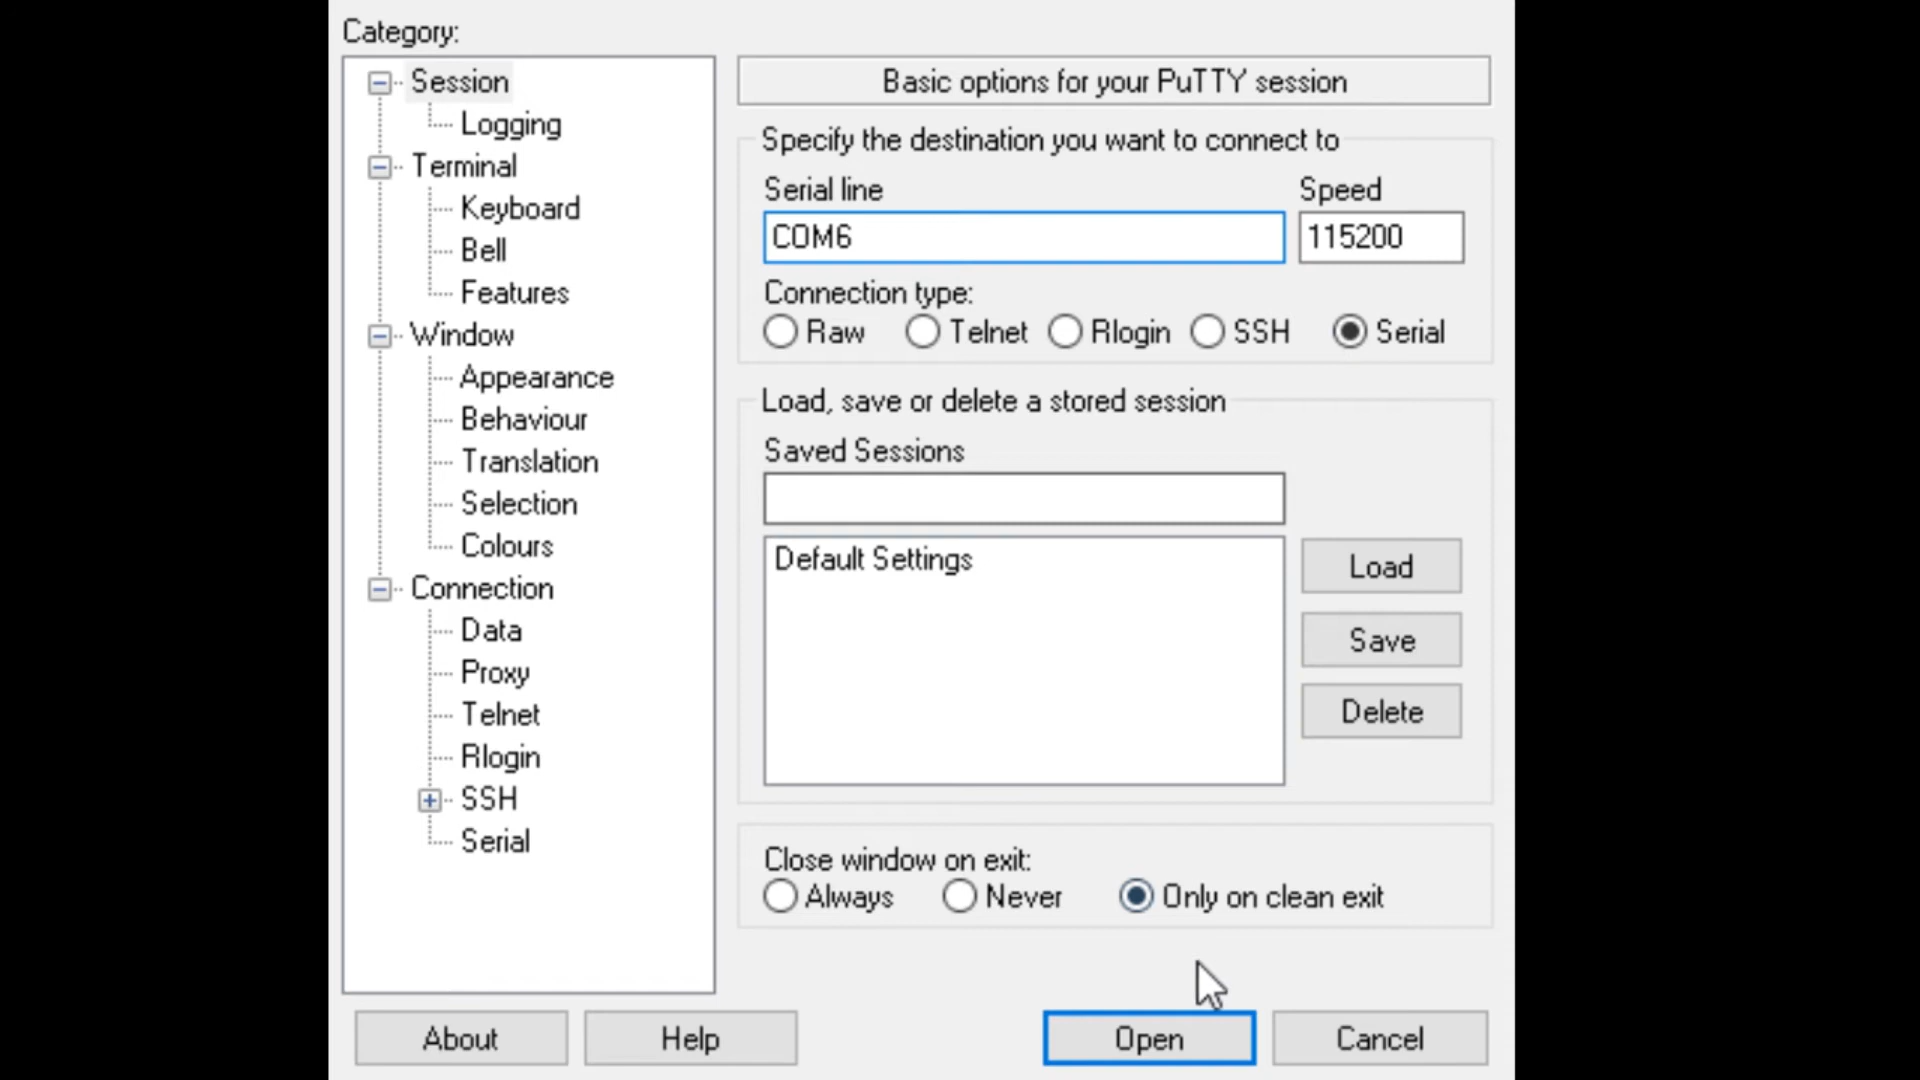 Category:
Session
Logging
Terminal
Keyboard
Bell
Features
Window
Appearance
Behaviour
Translation
Selection
Colours
Connection
Data
Proxy
Telnet
Rlogin
SSH
Serial
Basic options for your PuTTY session
Specify the destination you want to connect to
Serial line Speed
COM6 115200
Connection type:
Raw Telnet Rlogin SSH Serial
Load, save or delete a stored session
Saved Sessions
Default Settings
Load
Save
Delete
Close window on exit:
Always Never Only on clean exit
About Help Open Cancel